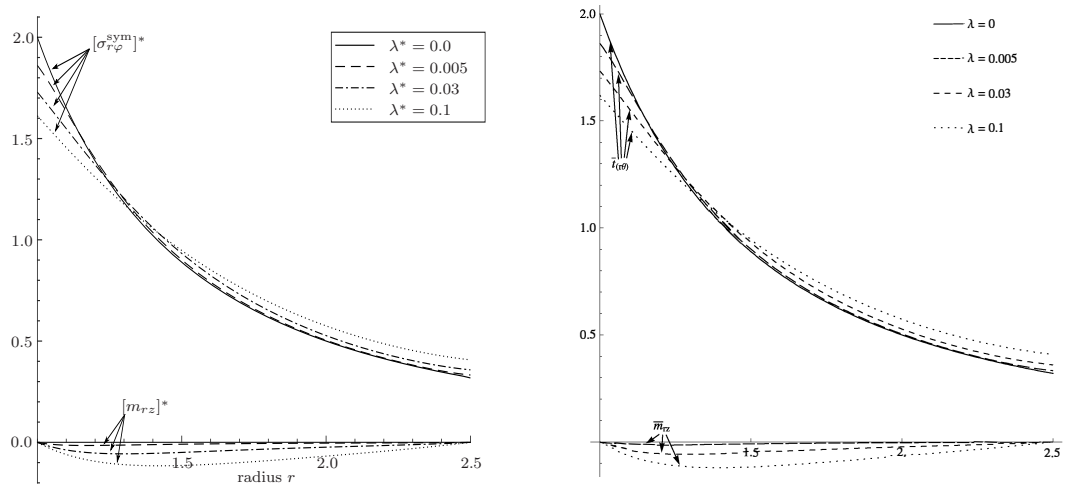 2.0
1.5
1.0
0.5
0.0
[σ_{rφ}^{sym}]*
λ* = 0.0
λ* = 0.005
λ* = 0.03
λ* = 0.1
[m_{rz}]*
1.5
2.0
2.5
radius r
2.0
1.5
1.0
0.5
λ = 0
λ = 0.005
λ = 0.03
λ = 0.1
t̄_{(rθ)}
m̄_{rz}
1.5
2.
2.5